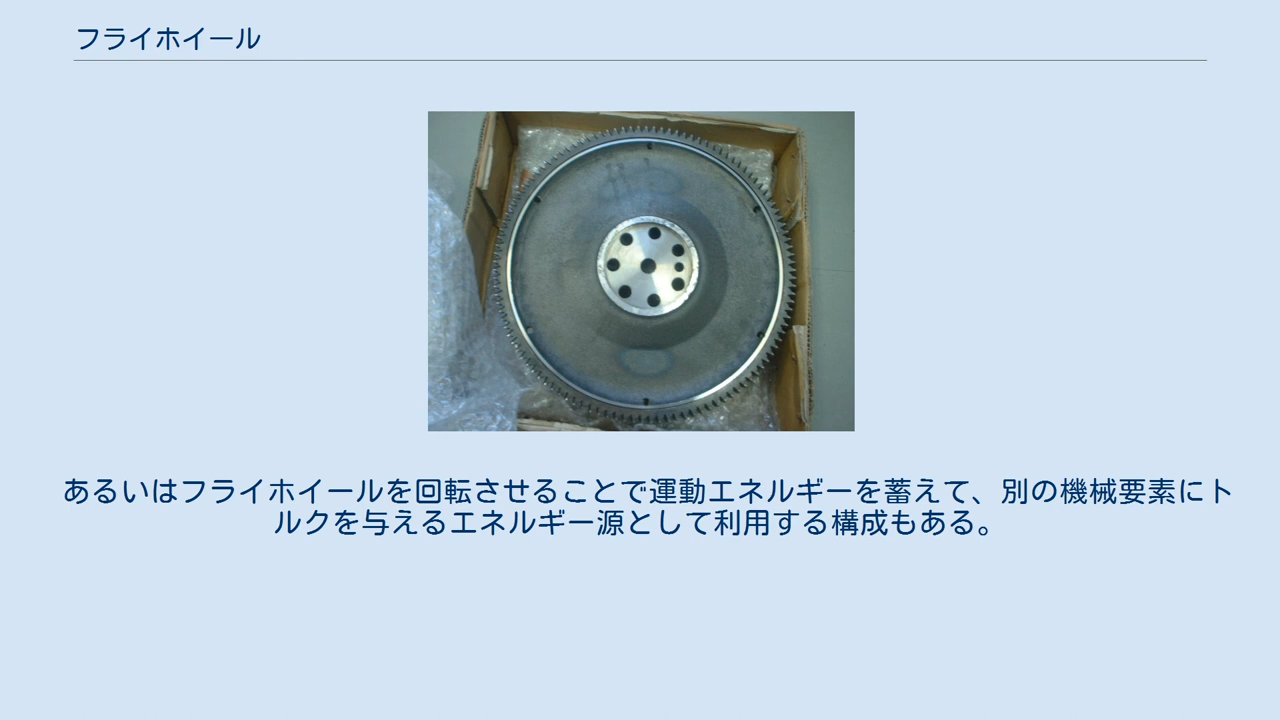 フライホイール
あるいはフライホイールを回転させることで運動エネルギーを蓄えて、別の機械要素にト
ルクを与えるエネルギー源として利用する構成もある。